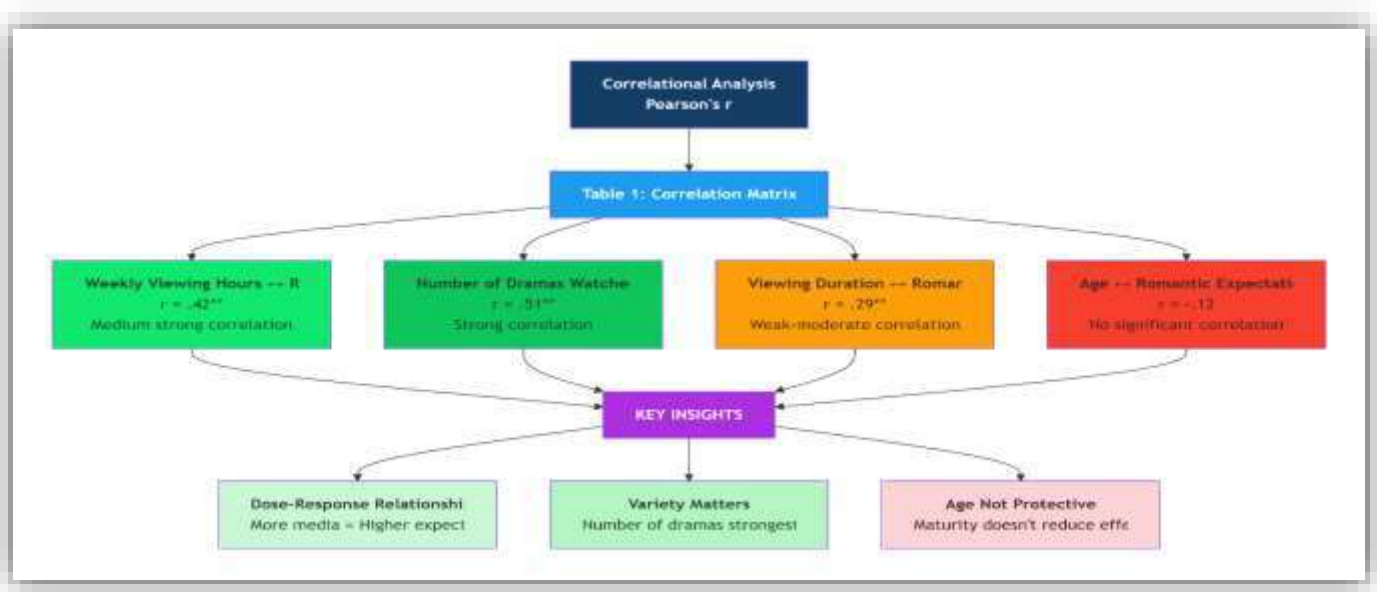 Correlational Analysis
Pearson's r
Table 1: Correlation Matrix
Weekly Viewing Hours -- R
r = .42**
Medium strong correlation
Number of Dramas Watche
r = .51**
Strong correlation
Viewing Duration -- Romar
r = .29**
Weak-moderate correlation
Age -- Romantic Expectati
r = -.12
No significant correlation
KEY INSIGHTS
Dose-Response Relationshi
More media = Higher expect
Variety Matters
Number of dramas strongest
Age Not Protective
Maturity doesn't reduce effe